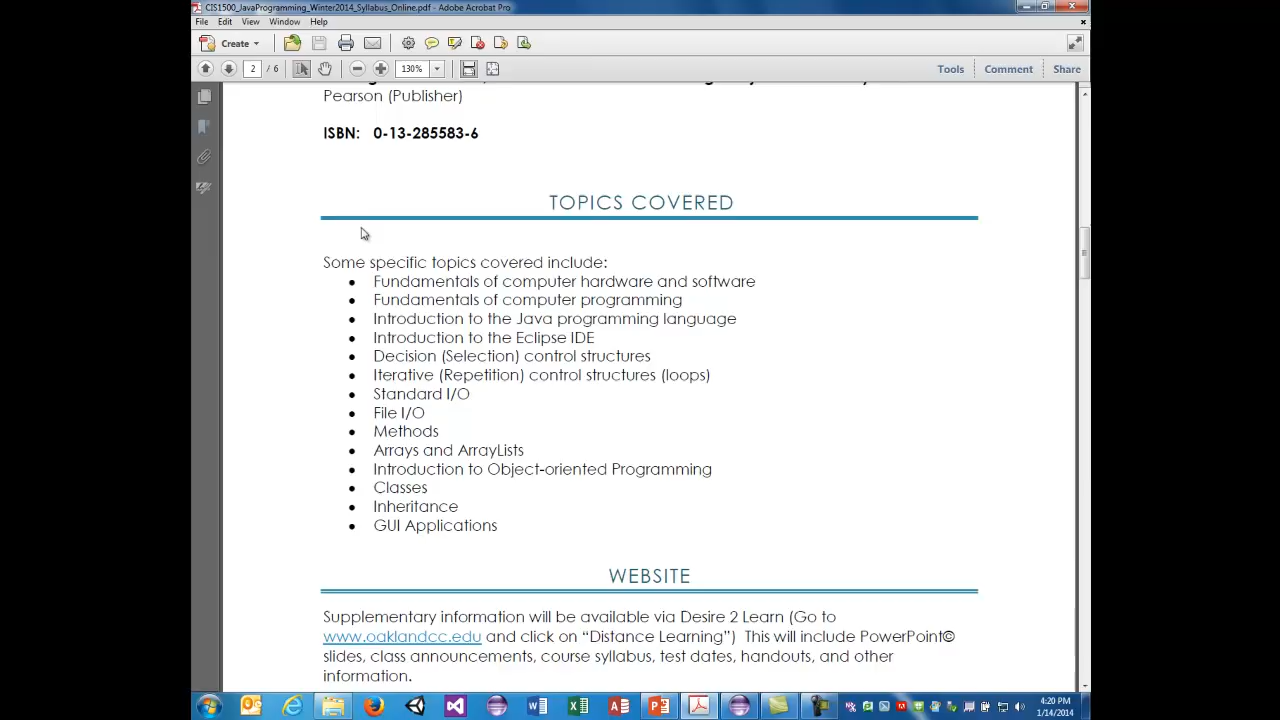 CIS1500_JavaProgramming_Winter2014_Syllabus_Online.pdf - Adobe Acrobat Pro
File Edit View Window Help
Create
2 / 6 130% Tools Comment Share
Pearson (Publisher)
ISBN: 0-13-285583-6
TOPICS COVERED
Some specific topics covered include:
• Fundamentals of computer hardware and software
• Fundamentals of computer programming
• Introduction to the Java programming language
• Introduction to the Eclipse IDE
• Decision (Selection) control structures
• Iterative (Repetition) control structures (loops)
• Standard I/O
• File I/O
• Methods
• Arrays and ArrayLists
• Introduction to Object-oriented Programming
• Classes
• Inheritance
• GUI Applications
WEBSITE
Supplementary information will be available via Desire 2 Learn (Go to
www.oaklandcc.edu and click on “Distance Learning”) This will include PowerPoint©
slides, class announcements, course syllabus, test dates, handouts, and other
information.
4:20 PM
1/14/2014